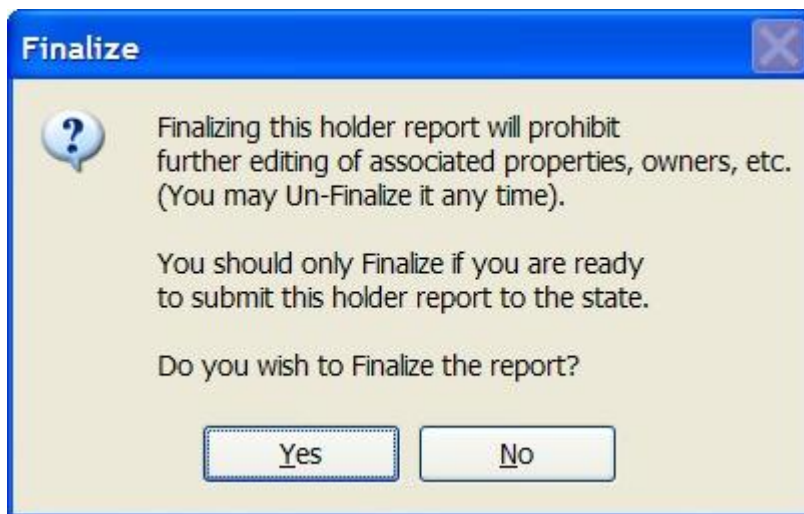 Finalize
Finalizing this holder report will prohibit
further editing of associated properties, owners, etc.
(You may Un-Finalize it any time).
You should only Finalize if you are ready
to submit this holder report to the state.
Do you wish to Finalize the report?
Yes No